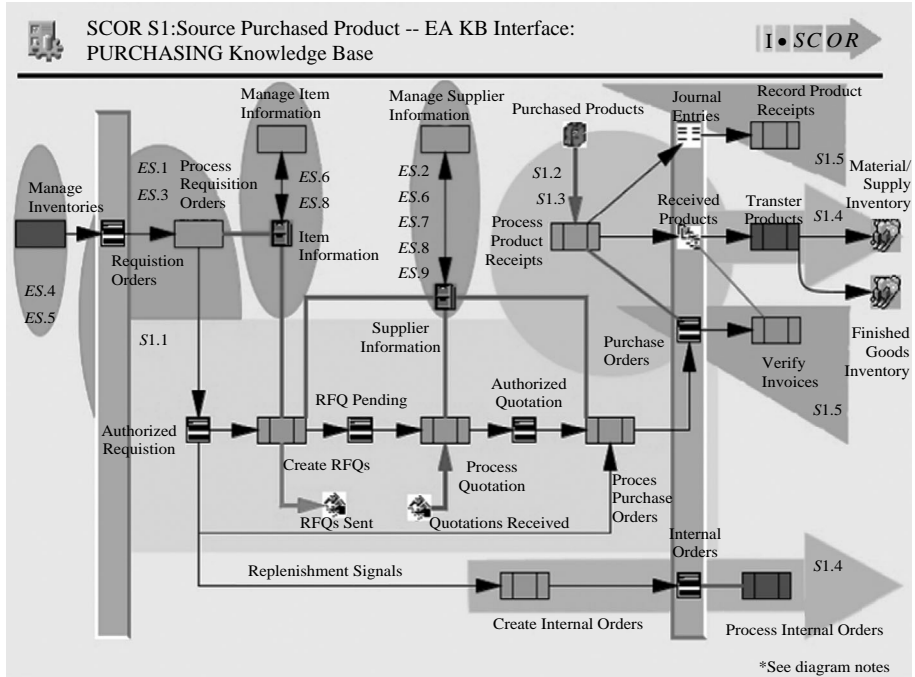 SCOR S1:Source Purchased Product -- EA KB Interface:
PURCHASING Knowledge Base
I • SCOR
Manage Item
Information
Manage Supplier
Information
Purchased Products
Journal
Entries
Record Product
Receipts
ES.1
ES.3
Process
Requisition
Orders
ES.6
ES.8
ES.2
ES.6
ES.7
ES.8
ES.9
S1.2
S1.3
S1.5
Manage
Inventories
Item
Information
Process
Product
Receipts
Received
Products
Transter
Products
S1.4
Material/
Supply
Inventory
Requistion
Orders
ES.4
ES.5
S1.1
Supplier
Information
Purchase
Orders
Verify
Invoices
Finished
Goods
Inventory
S1.5
RFQ Pending
Authorized
Quotation
Authorized
Requistion
Create RFQs
Process
Quotation
Proces
Purchase
Orders
RFQs Sent
Quotations Received
Internal
Orders
S1.4
Replenishment Signals
Create Internal Orders
Process Internal Orders
*See diagram notes